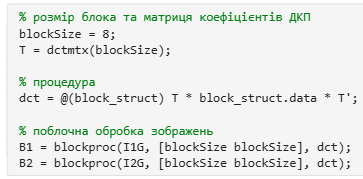 % розмір блока та матриця коефіцієнтів ДКП
blockSize = 8;
T = dctmtx(blockSize);
% процедура
dct = @(block_struct) T * block_struct.data * T';
% поблочна обробка зображень
B1 = blockproc(I1G, [blockSize blockSize], dct);
B2 = blockproc(I2G, [blockSize blockSize], dct);